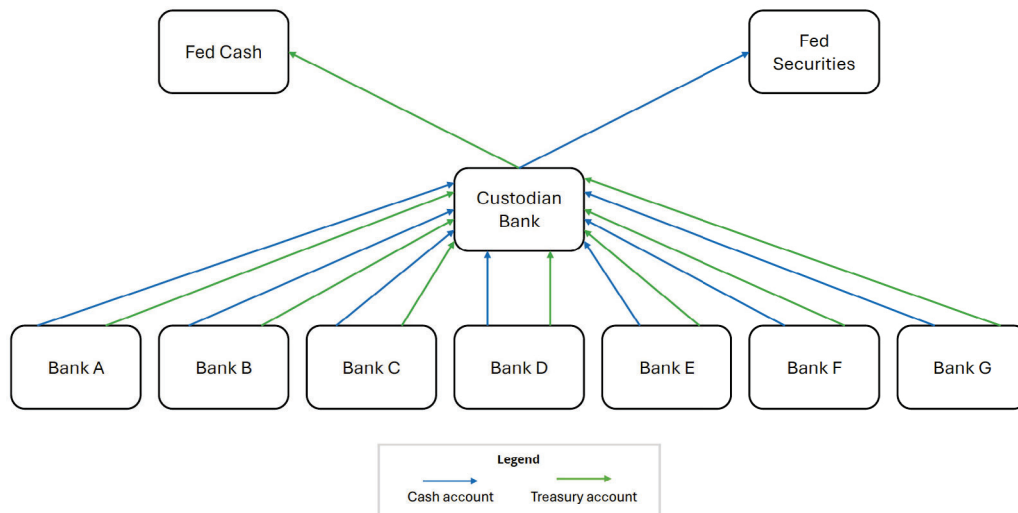 Fed Cash
Fed
Securities
Custodian
Bank
Bank A
Bank B
Bank C
Bank D
Bank E
Bank F
Bank G
Legend
Cash account
Treasury account